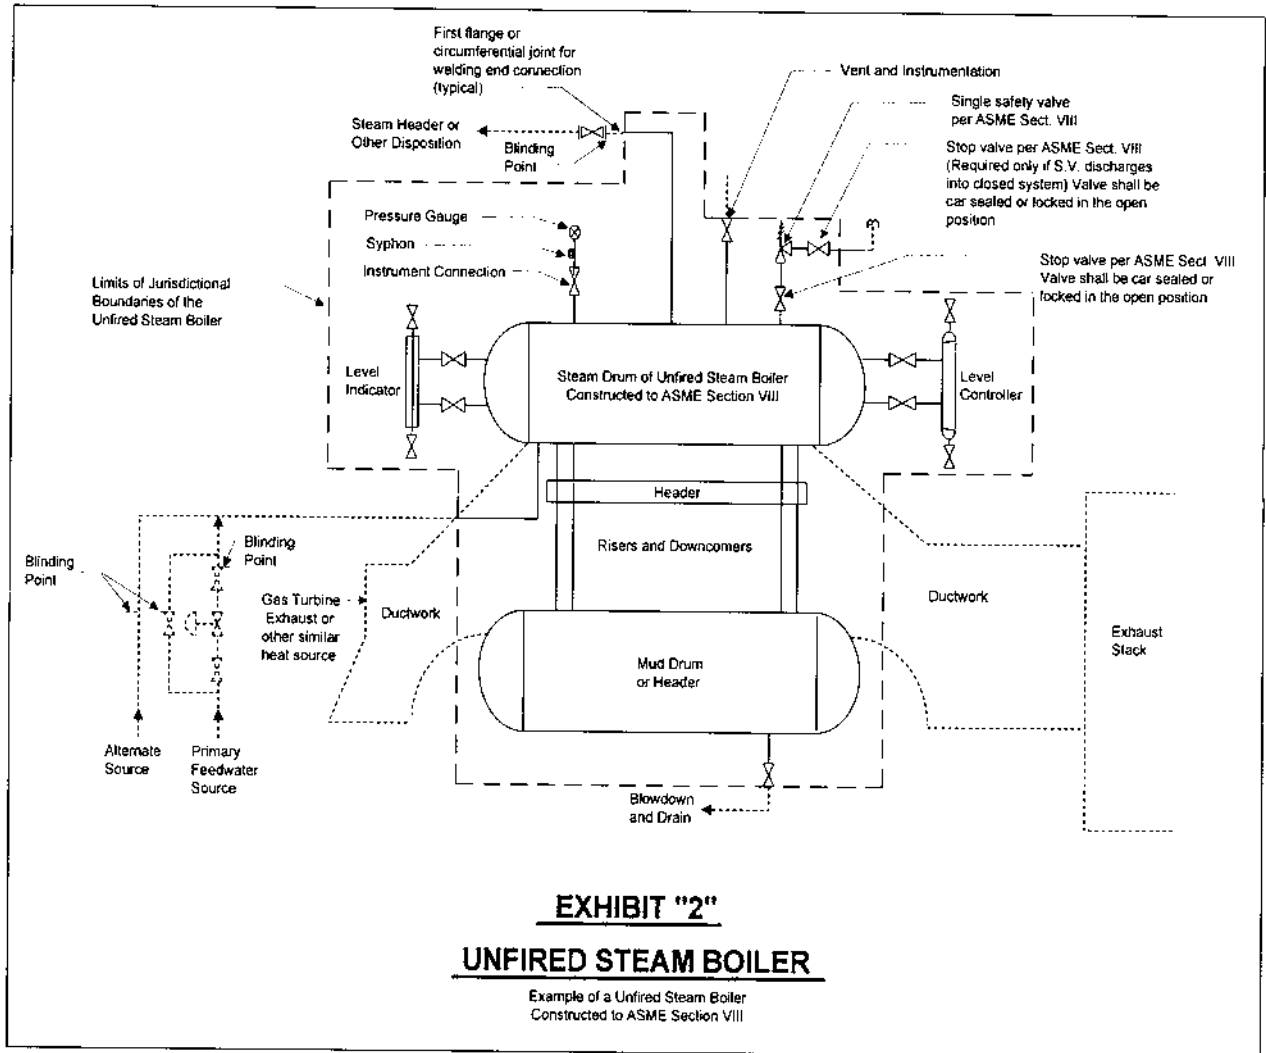 First flange or
circumferential joint for
welding end connection
(typical)
Vent and Instrumentation
Single safety valve
per ASME Sect. VIII
Steam Header or
Other Disposition
Blinding
Point
Stop valve per ASME Sect. VIII
(Required only if S.V. discharges
into closed system) Valve shall be
car sealed or locked in the open
position
Pressure Gauge
Syphon
Instrument Connection
Stop valve per ASME Sect. VIII
Valve shall be car sealed or
locked in the open position
Limits of Jurisdictional
Boundaries of the
Unfired Steam Boiler
Level
Indicator
Steam Drum of Unfired Steam Boiler
Constructed to ASME Section VIII
Level
Controller
Header
Blinding
Point
Blinding
Point
Risers and Downcomers
Gas Turbine
Exhaust or
other similar
heat source
Ductwork
Ductwork
Exhaust
Stack
Mud Drum
or Header
Alternate
Source
Primary
Feedwater
Source
Blowdown
and Drain
EXHIBIT "2"
UNFIRED STEAM BOILER
Example of a Unfired Steam Boiler
Constructed to ASME Section VIII